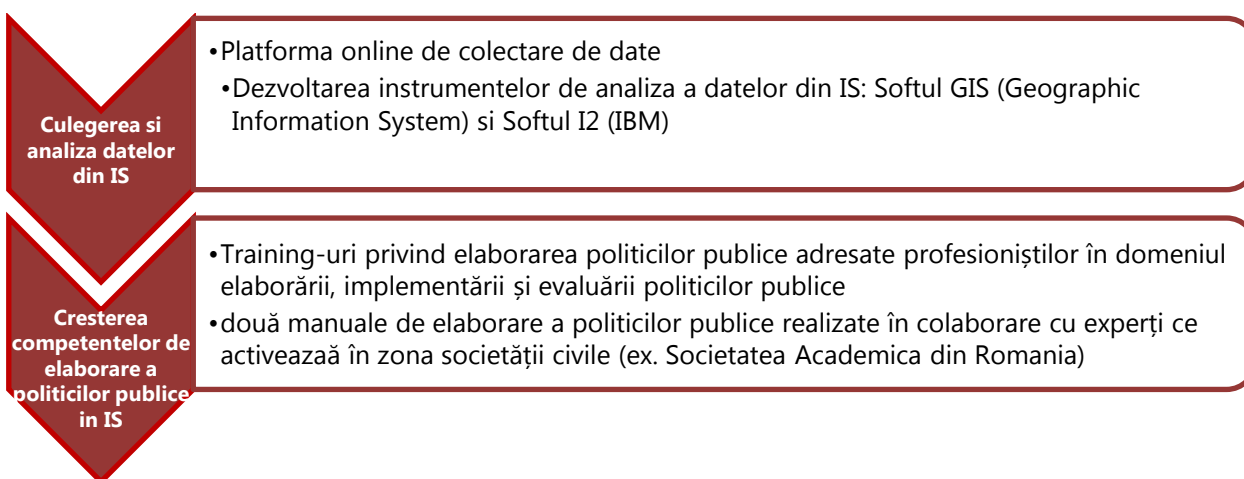 Culegerea si
analiza datelor
din IS
•Platforma online de colectare de date
•Dezvoltarea instrumentelor de analiza a datelor din IS: Softul GIS (Geographic
Information System) si Softul I2 (IBM)
Cresterea
competentelor de
elaborare a
politicilor publice
in IS
•Training-uri privind elaborarea politicilor publice adresate profesioniștilor în domeniul
elaborării, implementării și evaluării politicilor publice
•două manuale de elaborare a politicilor publice realizate în colaborare cu experți ce
activeazaă în zona societății civile (ex. Societatea Academica din Romania)